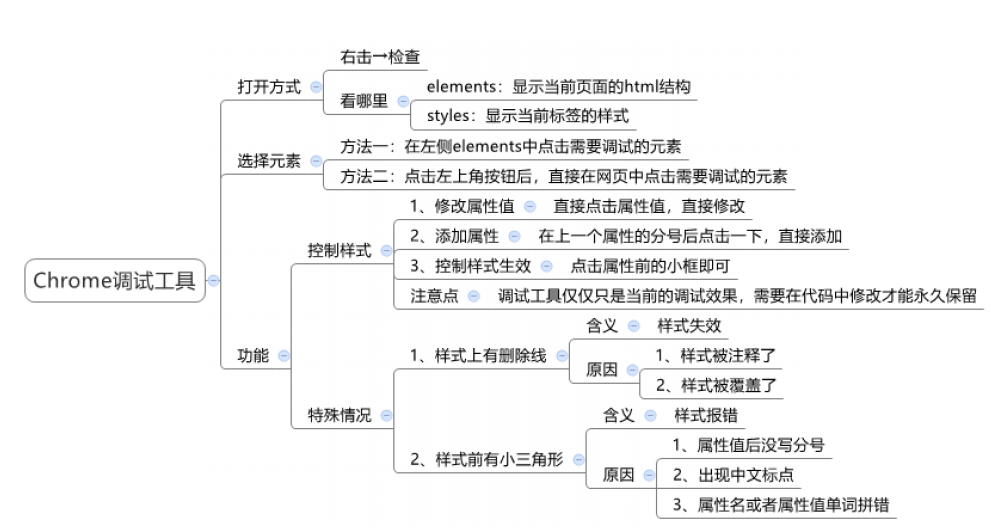 Chrome调试工具
打开方式
右击→检查
看哪里
elements：显示当前页面的html结构
styles：显示当前标签的样式
选择元素
方法一：在左侧elements中点击需要调试的元素
方法二：点击左上角按钮后，直接在网页中点击需要调试的元素
功能
控制样式
1、修改属性值
直接点击属性值，直接修改
2、添加属性
在上一个属性的分号后点击一下，直接添加
3、控制样式生效
点击属性前的小框即可
注意点
调试工具仅仅只是当前的调试效果，需要在代码中修改才能永久保留
特殊情况
1、样式上有删除线
含义
样式失效
原因
1、样式被注释了
2、样式被覆盖了
2、样式前有小三角形
含义
样式报错
原因
1、属性值后没写分号
2、出现中文标点
3、属性名或者属性值单词拼错